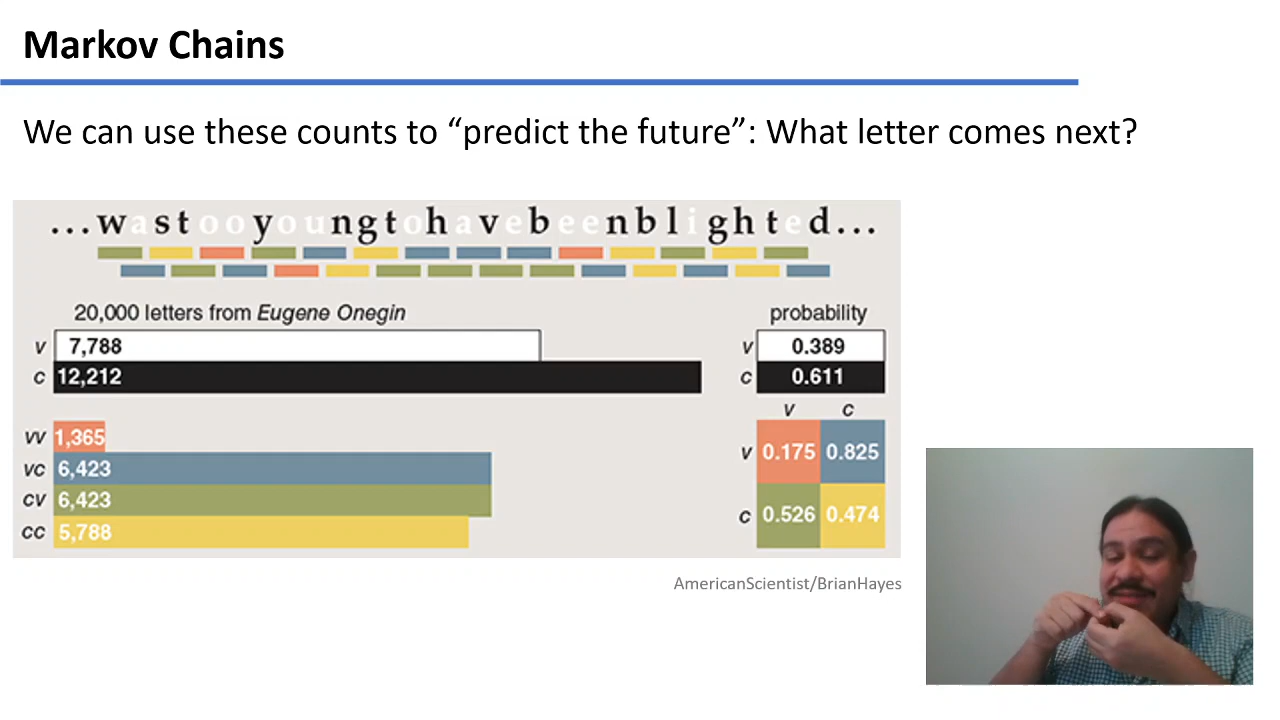 Markov Chains
We can use these counts to “predict the future”: What letter comes next?
...wastooyoungtohavebeenblighted...
20,000 letters from Eugene Onegin
probability
v 7,788
v 0.389
c 12,212
c 0.611
v c
vv 1,365
v 0.175 0.825
vc 6,423
cv 6,423
c 0.526 0.474
cc 5,788
AmericanScientist/BrianHayes